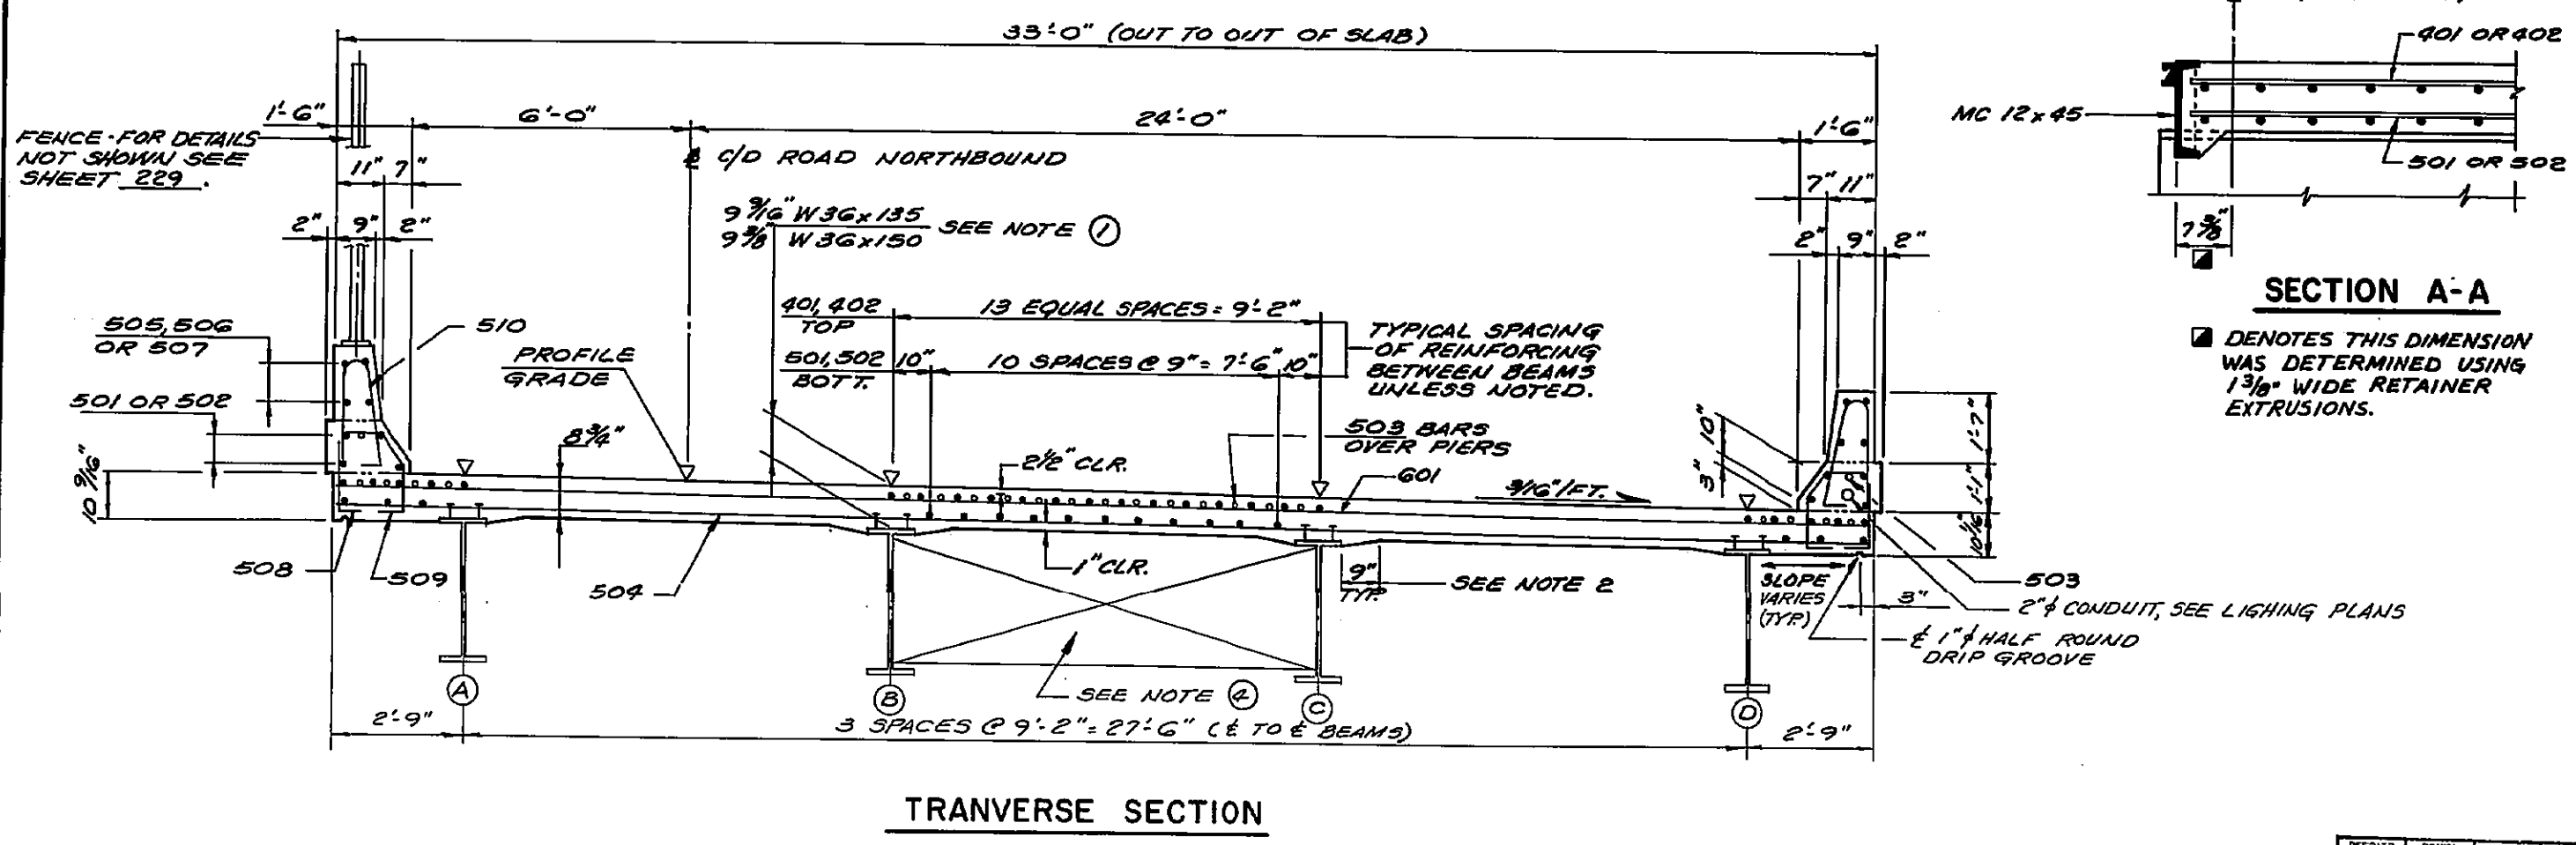 33'-0" (OUT TO OUT OF SLAB)
1'-6"
6'-0"
24'-0"
1'-6"
FENCE - FOR DETAILS
NOT SHOWN SEE
SHEET 229.
11" 7"
℄ C/D ROAD NORTHBOUND
7" 11"
2" 9" 2"
9 9/16" W 36x135
9 3/8" W 36x150
SEE NOTE 1
2" 9" 2"
505, 506
OR 507
510
501 OR 502
PROFILE
GRADE
401, 402
TOP
13 EQUAL SPACES = 9'-2"
501, 502
BOTT.
10"
10 SPACES @ 9" = 7'-6"
10"
TYPICAL SPACING
OF REINFORCING
BETWEEN BEAMS
UNLESS NOTED.
8 3/4"
2 1/2" CLR.
503 BARS
OVER PIERS
601
3/16"/FT.
10"
3"
1'-7"
1'-1"
10 9/16"
508
509
504
1" CLR.
9"
TYP.
SEE NOTE 2
SLOPE
VARIES
(TYP.)
3"
503
2"ϕ CONDUIT, SEE LIGHING PLANS
℄ 1"ϕ HALF ROUND
DRIP GROOVE
A
B
C
D
SEE NOTE 4
2'-9"
3 SPACES @ 9'-2" = 27'-6" (℄ TO ℄ BEAMS)
2'-9"
TRANVERSE SECTION
401 OR 402
MC 12x45
501 OR 502
7 3/8"
SECTION A-A
DENOTES THIS DIMENSION
WAS DETERMINED USING
1 3/8" WIDE RETAINER
EXTRUSIONS.